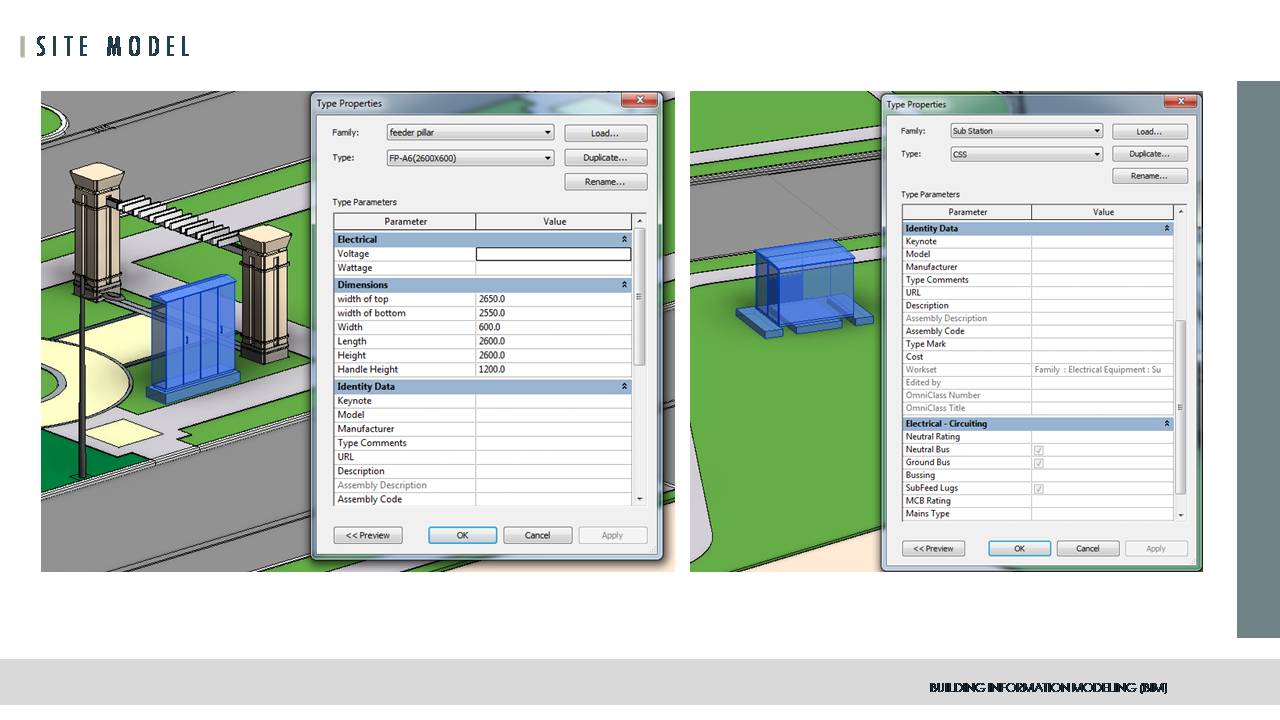 SITE MODEL
Type Properties
Family: feeder pillar Load...
Type: FP-A6(2600X600) Duplicate...
Rename...
Type Parameters
Parameter Value
Electrical
Voltage
Wattage
Dimensions
width of top 2650.0
width of bottom 2550.0
Width 600.0
Length 2600.0
Height 2600.0
Handle Height 1200.0
Identity Data
Keynote
Model
Manufacturer
Type Comments
URL
Description
Assembly Description
Assembly Code
<< Preview OK Cancel Apply
Type Properties
Family: Sub Station Load...
Type: CSS Duplicate...
Rename...
Type Parameters
Parameter Value
Identity Data
Keynote
Model
Manufacturer
Type Comments
URL
Description
Assembly Description
Assembly Code
Type Mark
Cost
Workset Family : Electrical Equipment : Su
Edited by
OmniClass Number
OmniClass Title
Electrical - Circuiting
Neutral Rating
Neutral Bus
Ground Bus
Bussing
SubFeed Lugs
MCB Rating
Mains Type
<< Preview OK Cancel Apply
BUILDING INFORMATION MODELING (BIM)